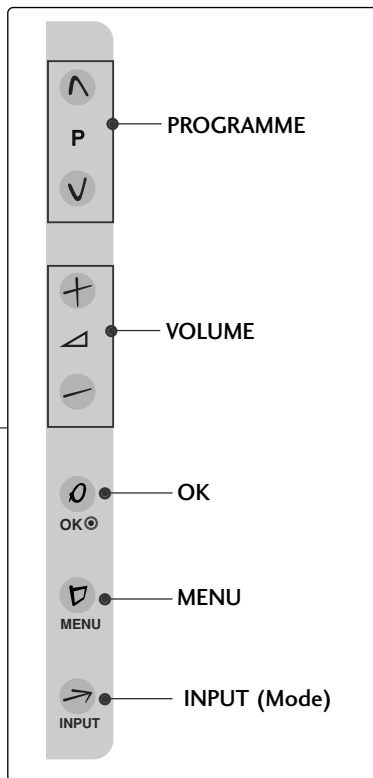 P
PROGRAMME
VOLUME
OK
OK
MENU
MENU
INPUT (Mode)
INPUT